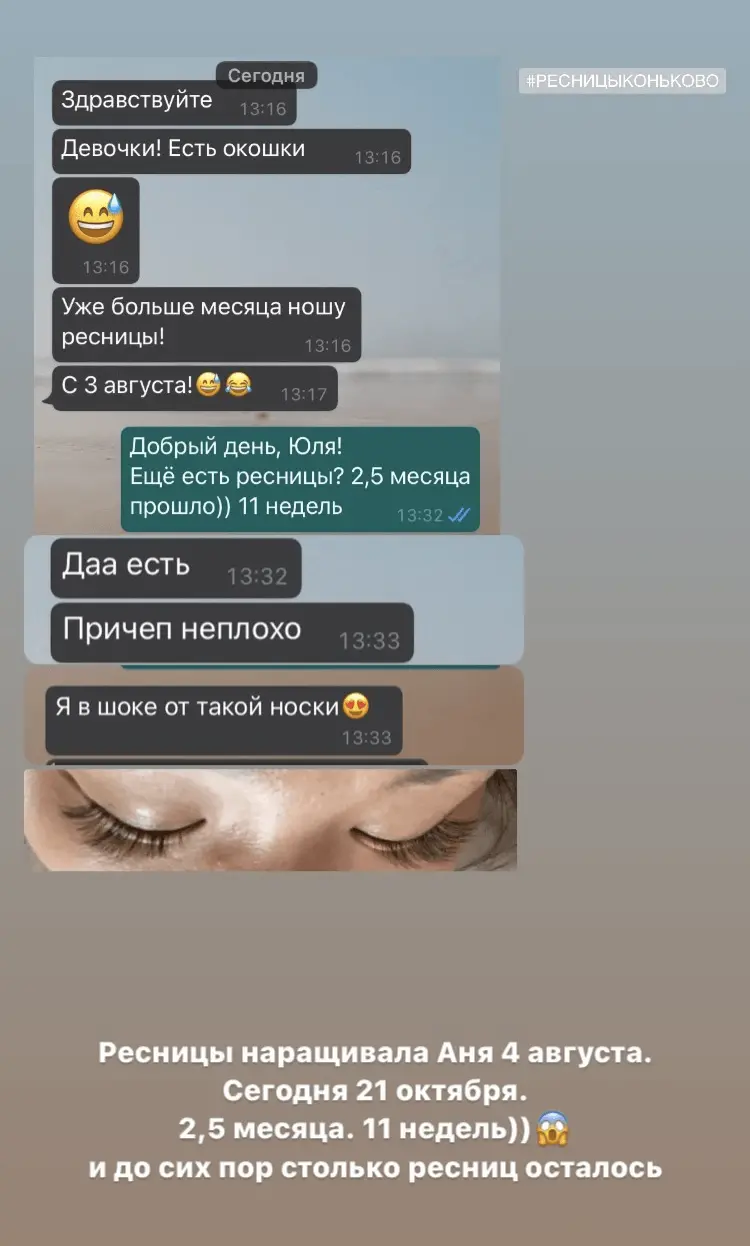 #РЕСНИЦЫКОНЬКОВО
Сегодня
Здравствуйте 13:16
Девочки! Есть окошки 13:16
😅
13:16
Уже больше месяца ношу
ресницы! 13:16
С 3 августа!😅😂 13:17
Добрый день, Юля!
Ещё есть ресницы? 2,5 месяца
прошло)) 11 недель 13:32
Даа есть 13:32
Причеп неплохо 13:33
Я в шоке от такой носки😍
13:33
Ресницы наращивала Аня 4 августа.
Сегодня 21 октября.
2,5 месяца. 11 недель))😱
и до сих пор столько ресниц осталось